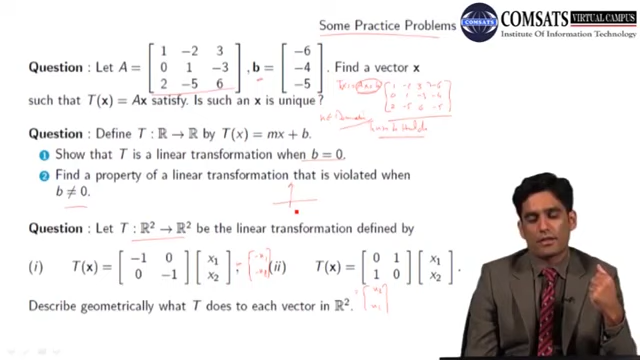 Some Practice Problems
COMSATS VIRTUAL CAMPUS
Institute Of Information Technology
Question: Let A = [ 1 -2 3 ; 0 1 -3 ; 2 -5 6 ], b = [ -6 ; -4 ; -5 ]. Find a vector x
such that T(x) = Ax satisfy. Is such an x is unique?
Question: Define T : ℝ → ℝ by T(x) = mx + b.
1 Show that T is a linear transformation when b = 0.
2 Find a property of a linear transformation that is violated when
b ≠ 0.
Question: Let T : ℝ² → ℝ² be the linear transformation defined by
(i) T(x) = [ -1 0 ; 0 -1 ] [ x₁ ; x₂ ], = [ -x₁ ; -x₂ ] (ii) T(x) = [ 0 1 ; 1 0 ] [ x₁ ; x₂ ].
= [ x₂ ; x₁ ]
Describe geometrically what T does to each vector in ℝ².